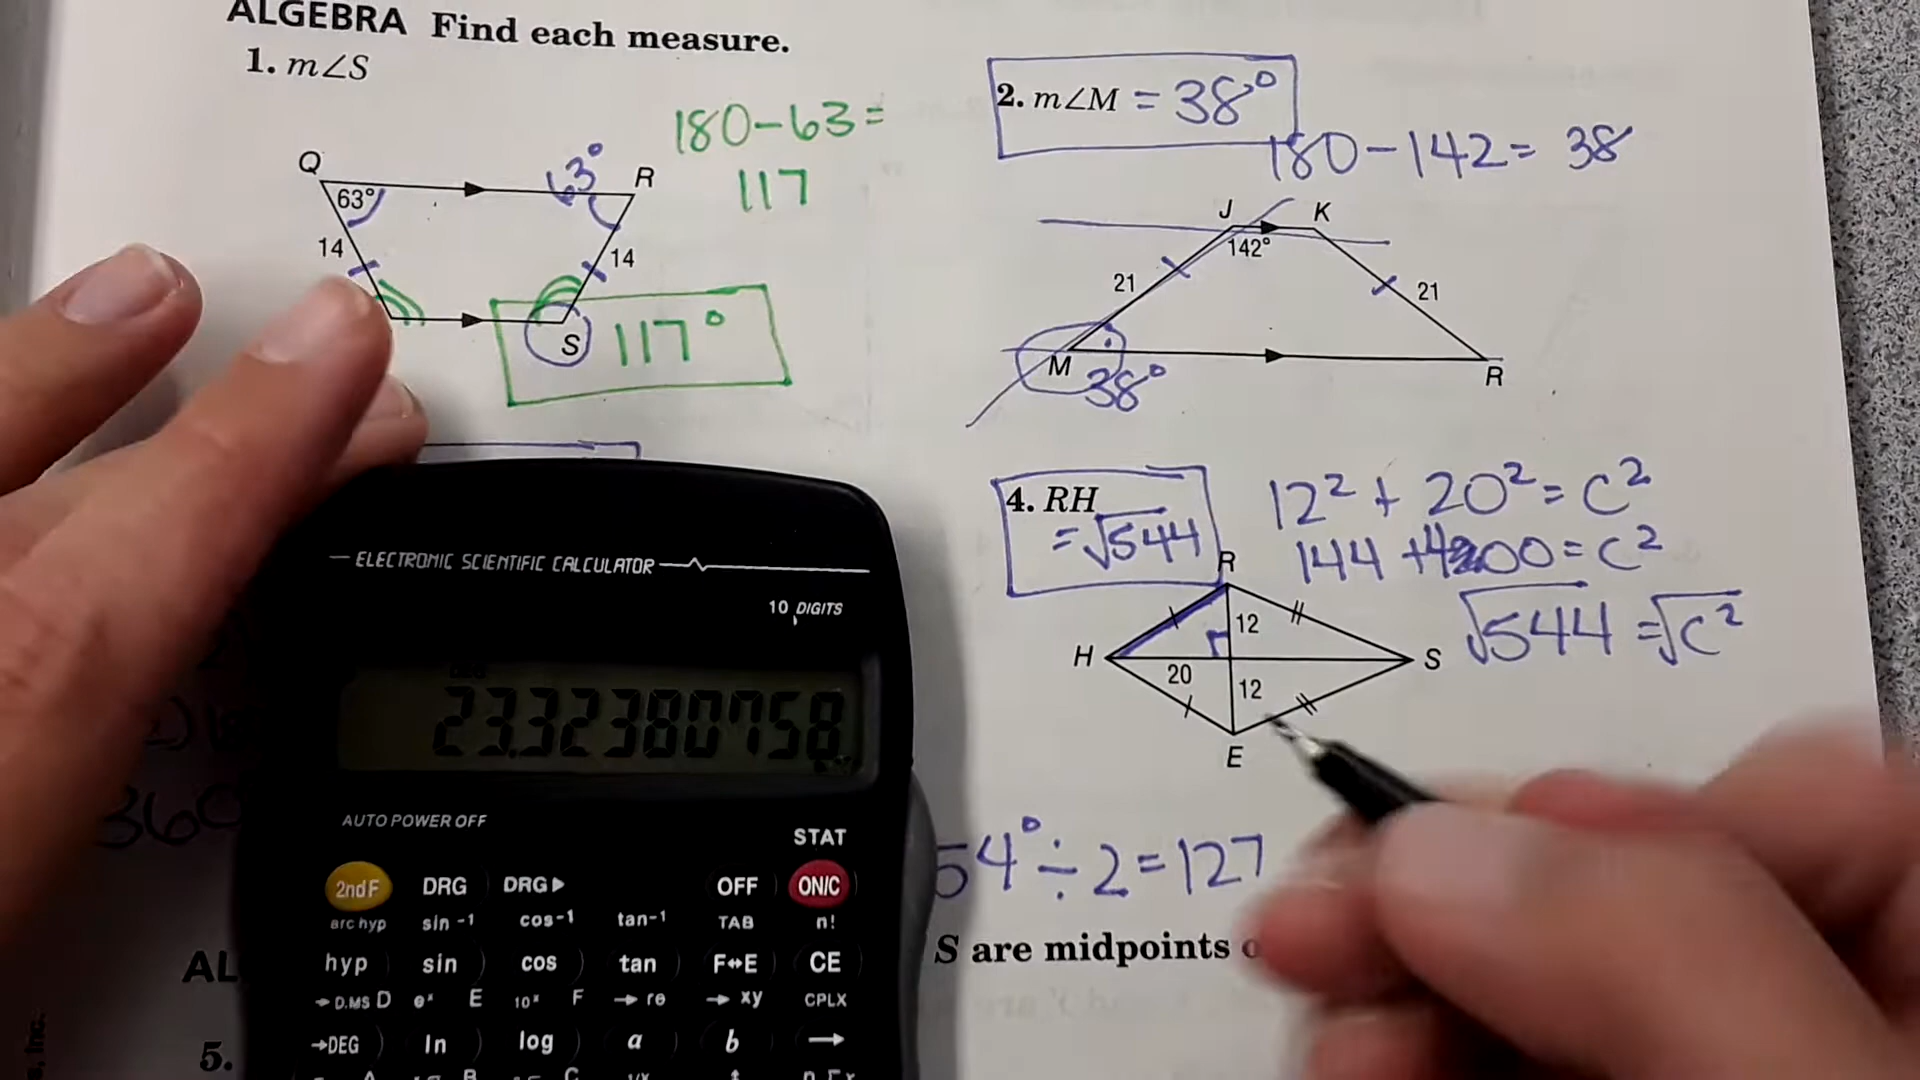 ALGEBRA Find each measure.
1. m∠S
180-63=
117
Q
63°
63°
R
14
14
S
117°
2. m∠M = 38°
180-142= 38
J
K
142°
21
21
M
38°
R
4. RH
=√544
12² + 20² = c²
144 +400 = c²
√544 = √c²
R
12
H
20
12
S
E
54° ÷ 2 = 127
S are midpoints
360
AL
5.
ELECTRONIC SCIENTIFIC CALCULATOR
10 DIGITS
23.32380758
AUTO POWER OFF
STAT
2ndF DRG DRG▶ OFF ON/C
arc hyp sin⁻¹ cos⁻¹ tan⁻¹ TAB n!
hyp sin cos tan F↔E CE
→D.MS D eˣ E 10ˣ F →rθ →xy CPLX
→DEG ln log a b →